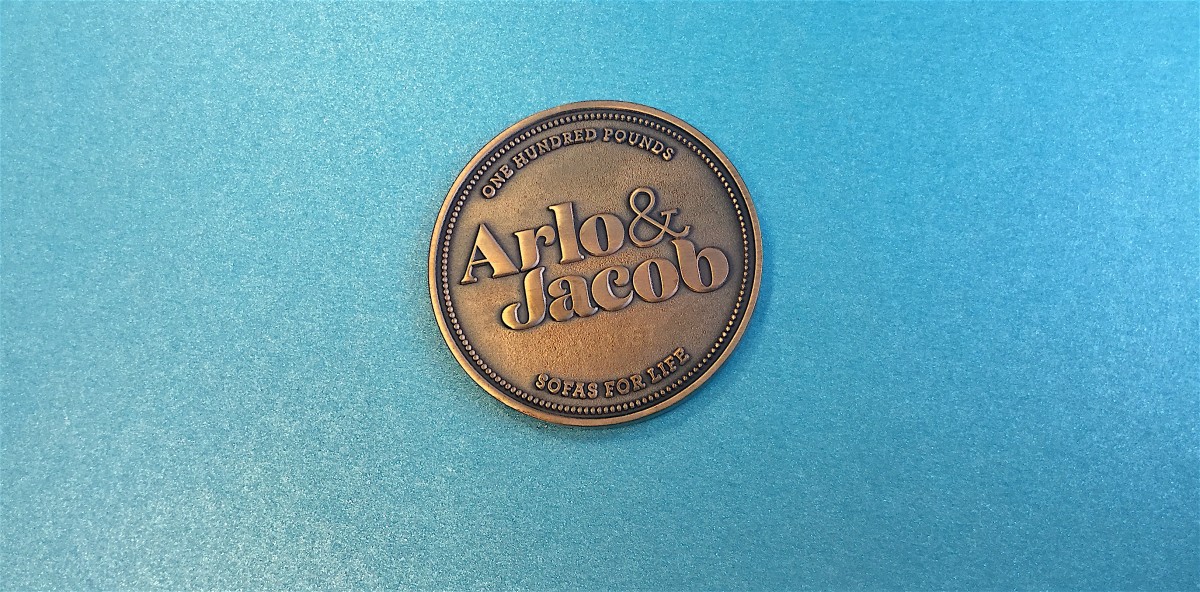 ONE HUNDRED POUNDS
Arlo&
Jacob
SOFAS FOR LIFE